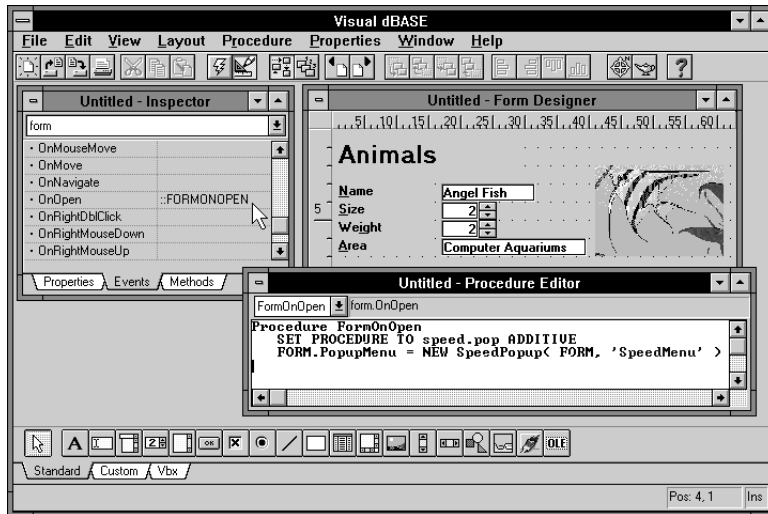 Visual dBASE
File Edit View Layout Procedure Properties Window Help
OK
OLE
Untitled - Inspector
form
• OnMouseMove
• OnMove
• OnNavigate
• OnOpen ::FORMONOPEN
• OnRightDblClick
• OnRightMouseDown
• OnRightMouseUp
Properties Events Methods
Untitled - Form Designer
5 10 15 20 25 30 35 40 45 50 55 60
5
Animals
Name Angel Fish
Size 2
Weight 2
Area Computer Aquariums
Untitled - Procedure Editor
FormOnOpen form.OnOpen
Procedure FormOnOpen
SET PROCEDURE TO speed.pop ADDITIVE
FORM.PopupMenu = NEW SpeedPopup( FORM, 'SpeedMenu' )
Standard Custom Vbx
Pos: 4, 1 Ins